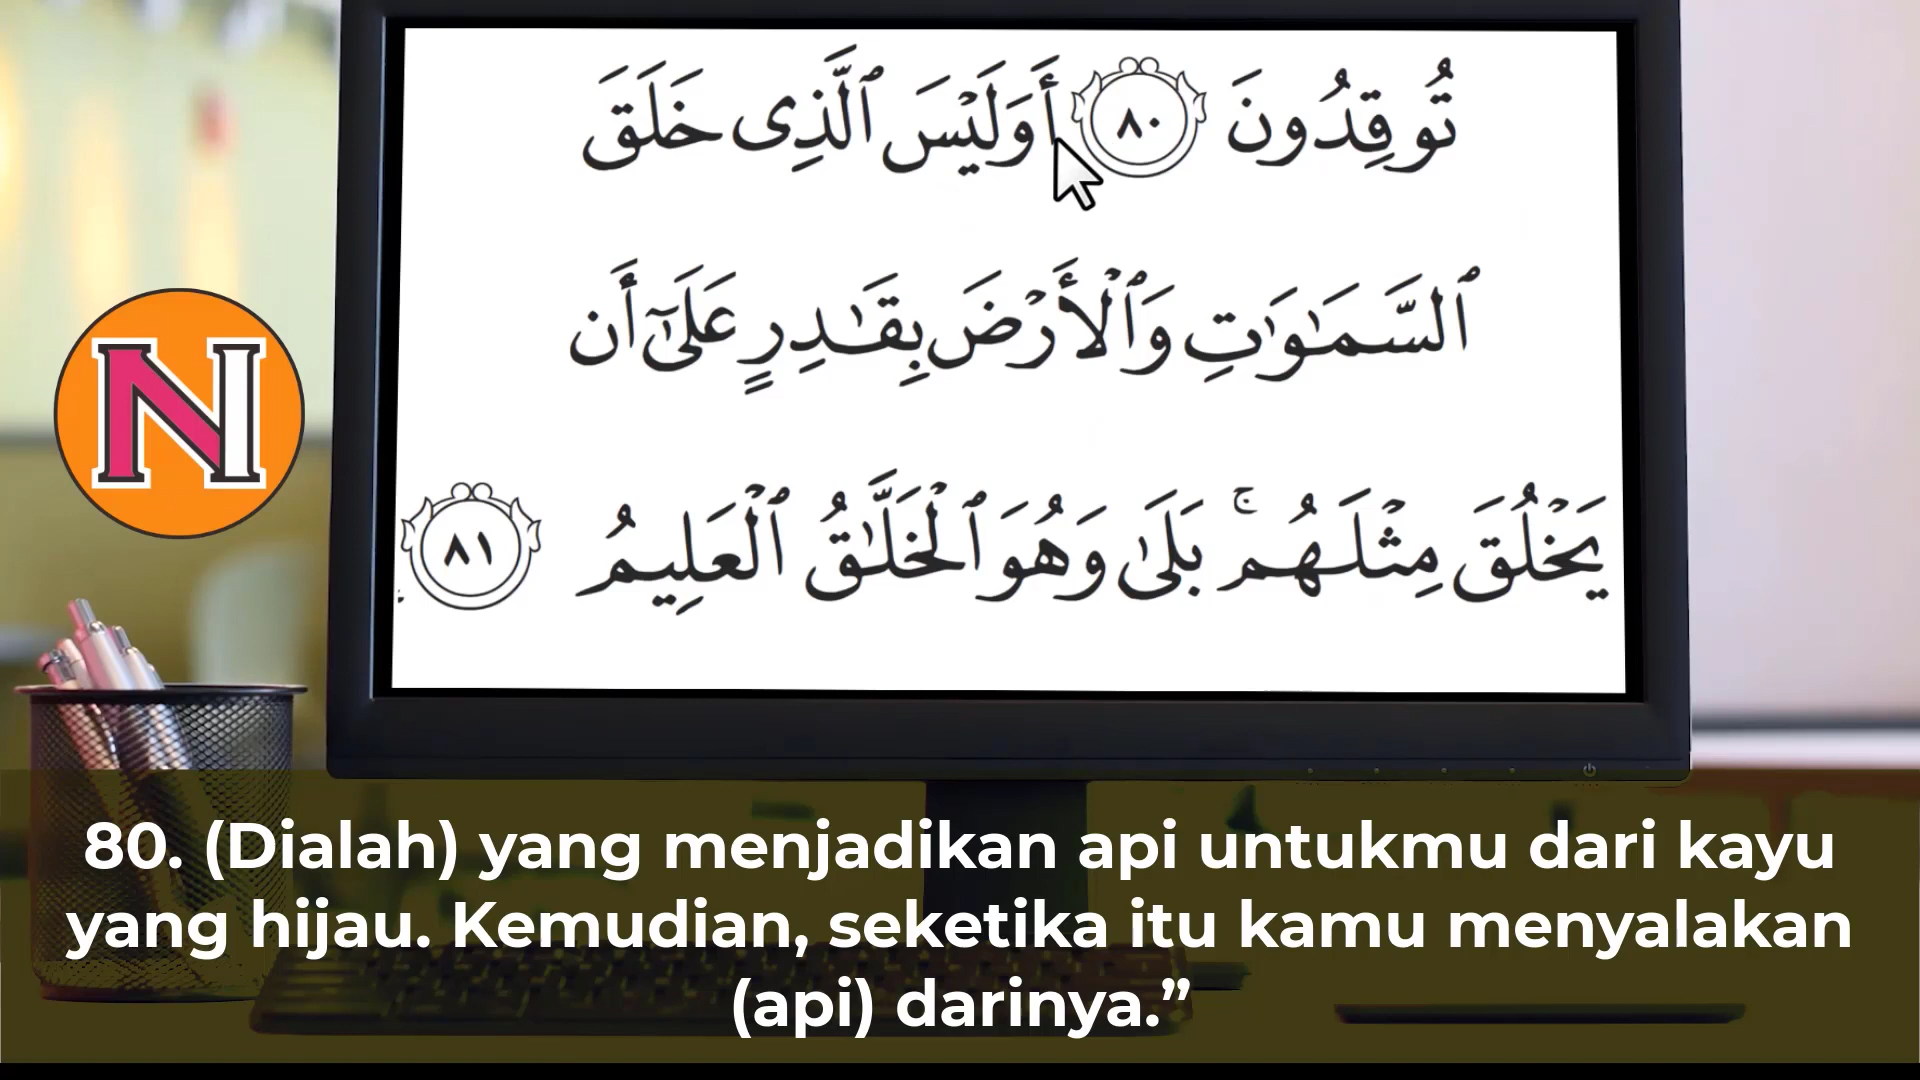 تُوقِدُونَ ٨٠ أَوَلَيْسَ ٱلَّذِى خَلَقَ
ٱلسَّمَـٰوَٰتِ وَٱلْأَرْضَ بِقَـٰدِرٍ عَلَىٰٓ أَن
يَخْلُقَ مِثْلَهُم ۚ بَلَىٰ وَهُوَ ٱلْخَلَّـٰقُ ٱلْعَلِيمُ ٨١
N
80. (Dialah) yang menjadikan api untukmu dari kayu
yang hijau. Kemudian, seketika itu kamu menyalakan
(api) darinya.”